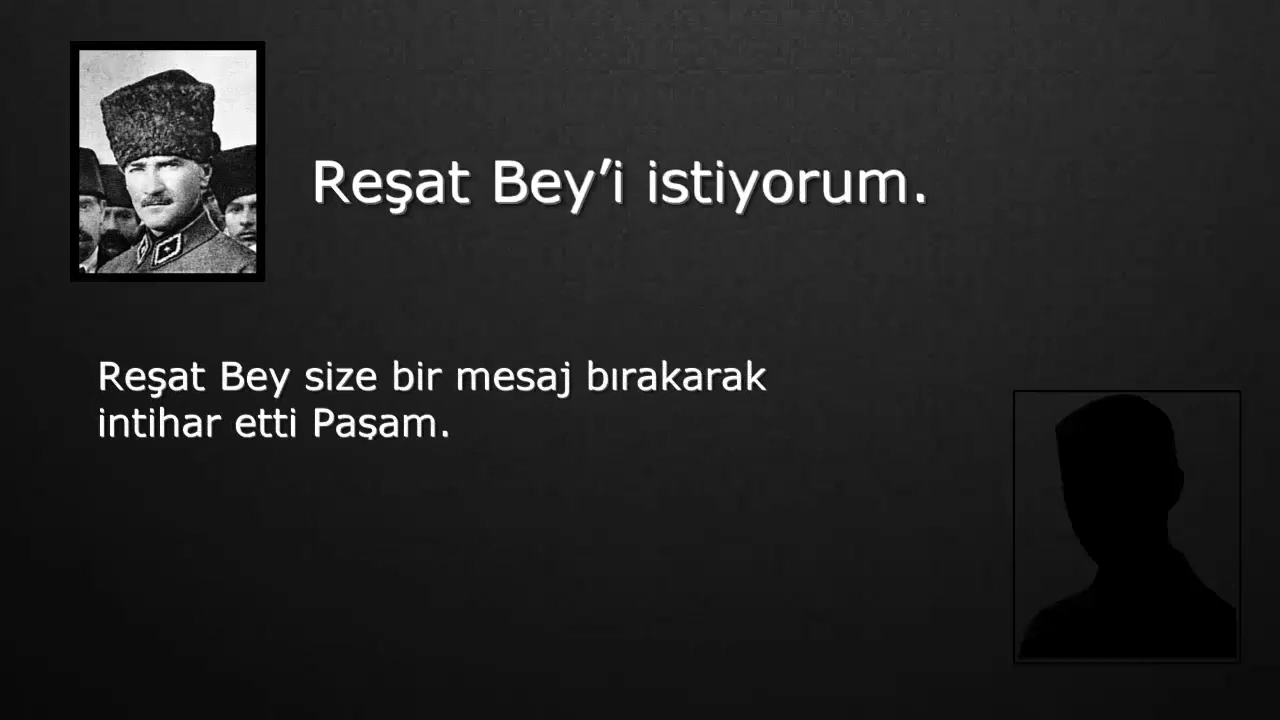 Reşat Bey’i istiyorum.
Reşat Bey size bir mesaj bırakarak
intihar etti Paşam.